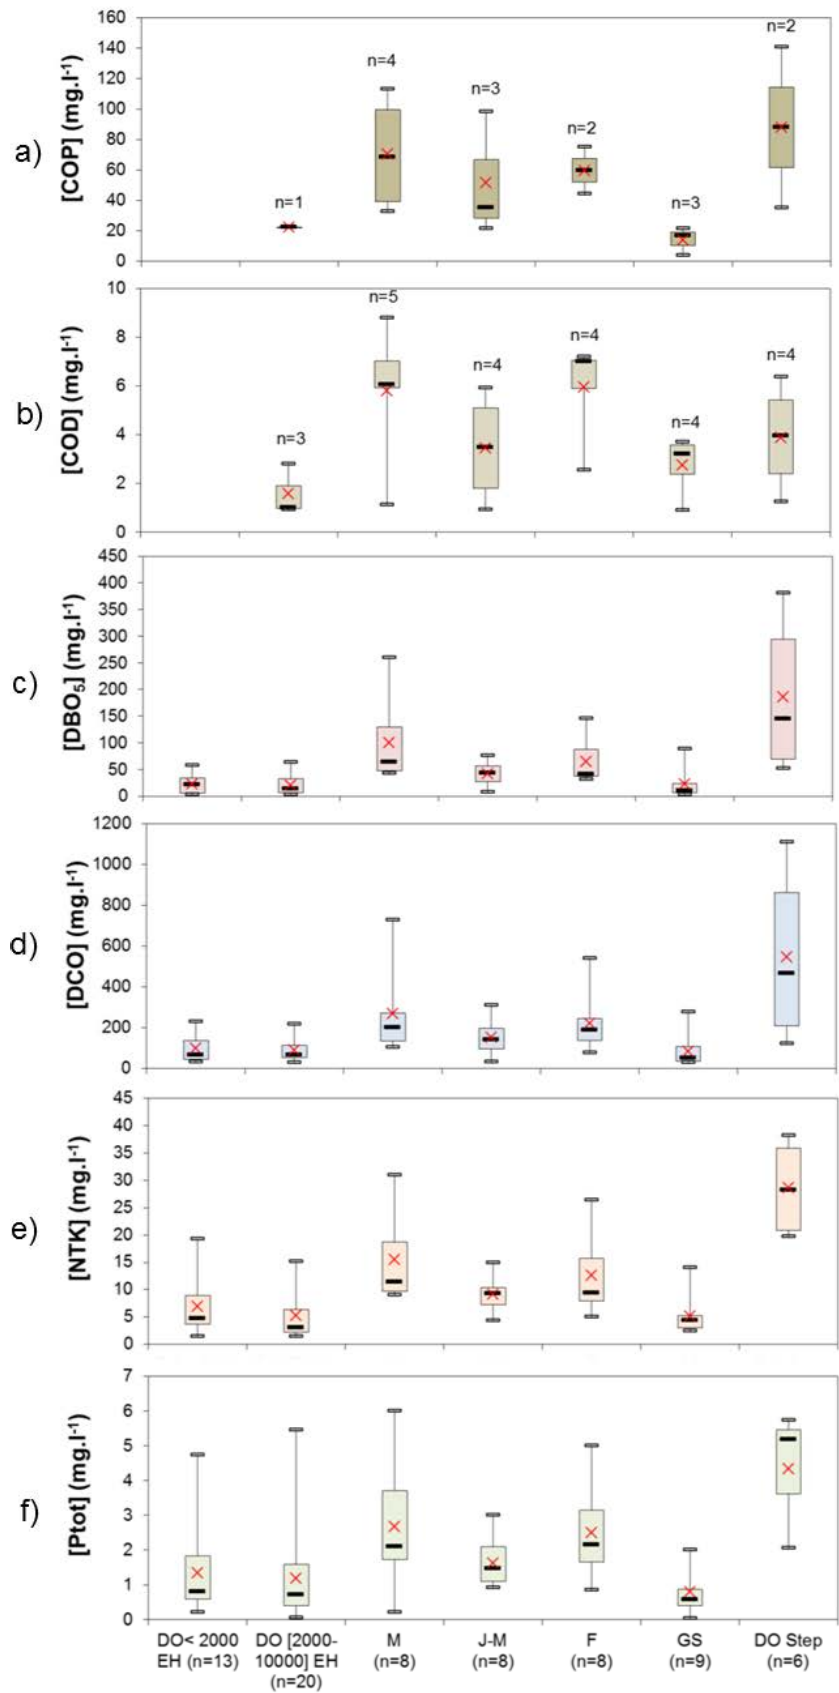 a)
[COP] (mg.l⁻¹)
160
140
120
100
80
60
40
20
0
n=1
n=4
n=3
n=2
n=3
n=2
b)
[COD] (mg.l⁻¹)
10
8
6
4
2
0
n=3
n=5
n=4
n=4
n=4
n=4
c)
[DBO₅] (mg.l⁻¹)
450
400
350
300
250
200
150
100
50
0
d)
[DCO] (mg.l⁻¹)
1200
1000
800
600
400
200
0
e)
[NTK] (mg.l⁻¹)
45
40
35
30
25
20
15
10
5
0
f)
[Ptot] (mg.l⁻¹)
7
6
5
4
3
2
1
0
DO< 2000
EH (n=13)
DO [2000-
10000] EH
(n=20)
M
(n=8)
J-M
(n=8)
F
(n=8)
GS
(n=9)
DO Step
(n=6)